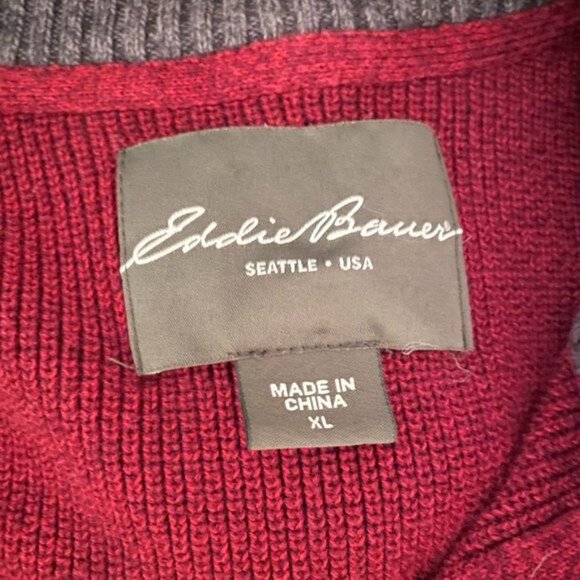 Eddie Bauer
SEATTLE • USA
MADE IN
CHINA
XL